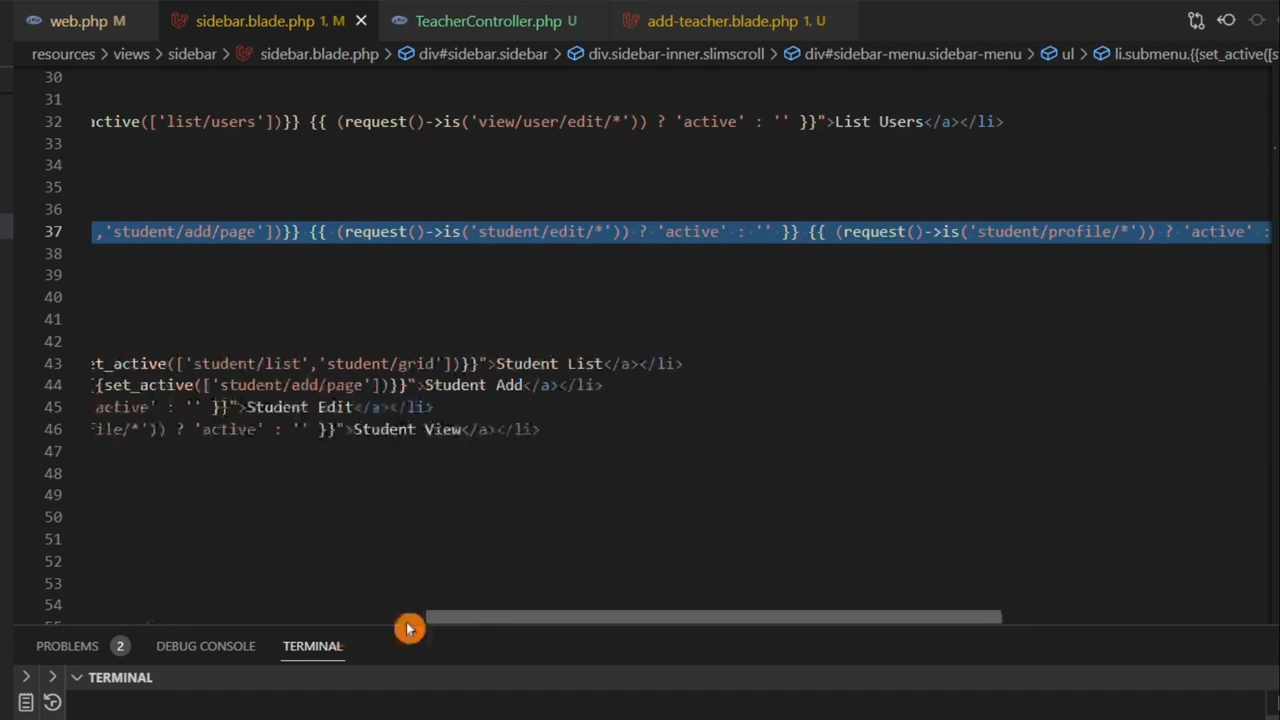 web.php M sidebar.blade.php 1, M TeacherController.php U add-teacher.blade.php 1, U
resources > views > sidebar > sidebar.blade.php > div#sidebar.sidebar > div.sidebar-inner.slimscroll > div#sidebar-menu.sidebar-menu > ul > li.submenu.{{set_active([s
30
31
32 active(['list/users'])}} {{ (request()->is('view/user/edit/*')) ? 'active' : '' }}">List Users</a></li>
33
34
35
36
37 ,'student/add/page'])}} {{ (request()->is('student/edit/*')) ? 'active' : '' }} {{ (request()->is('student/profile/*')) ? 'active' :
38
39
40
41
42
43 et_active(['student/list','student/grid'])}}">Student List</a></li>
44 {{set_active(['student/add/page'])}}">Student Add</a></li>
45 active' : '' }}">Student Edit</a></li>
46 file/*')) ? 'active' : '' }}">Student View</a></li>
47
48
49
50
51
52
53
54
PROBLEMS 2 DEBUG CONSOLE TERMINAL
TERMINAL